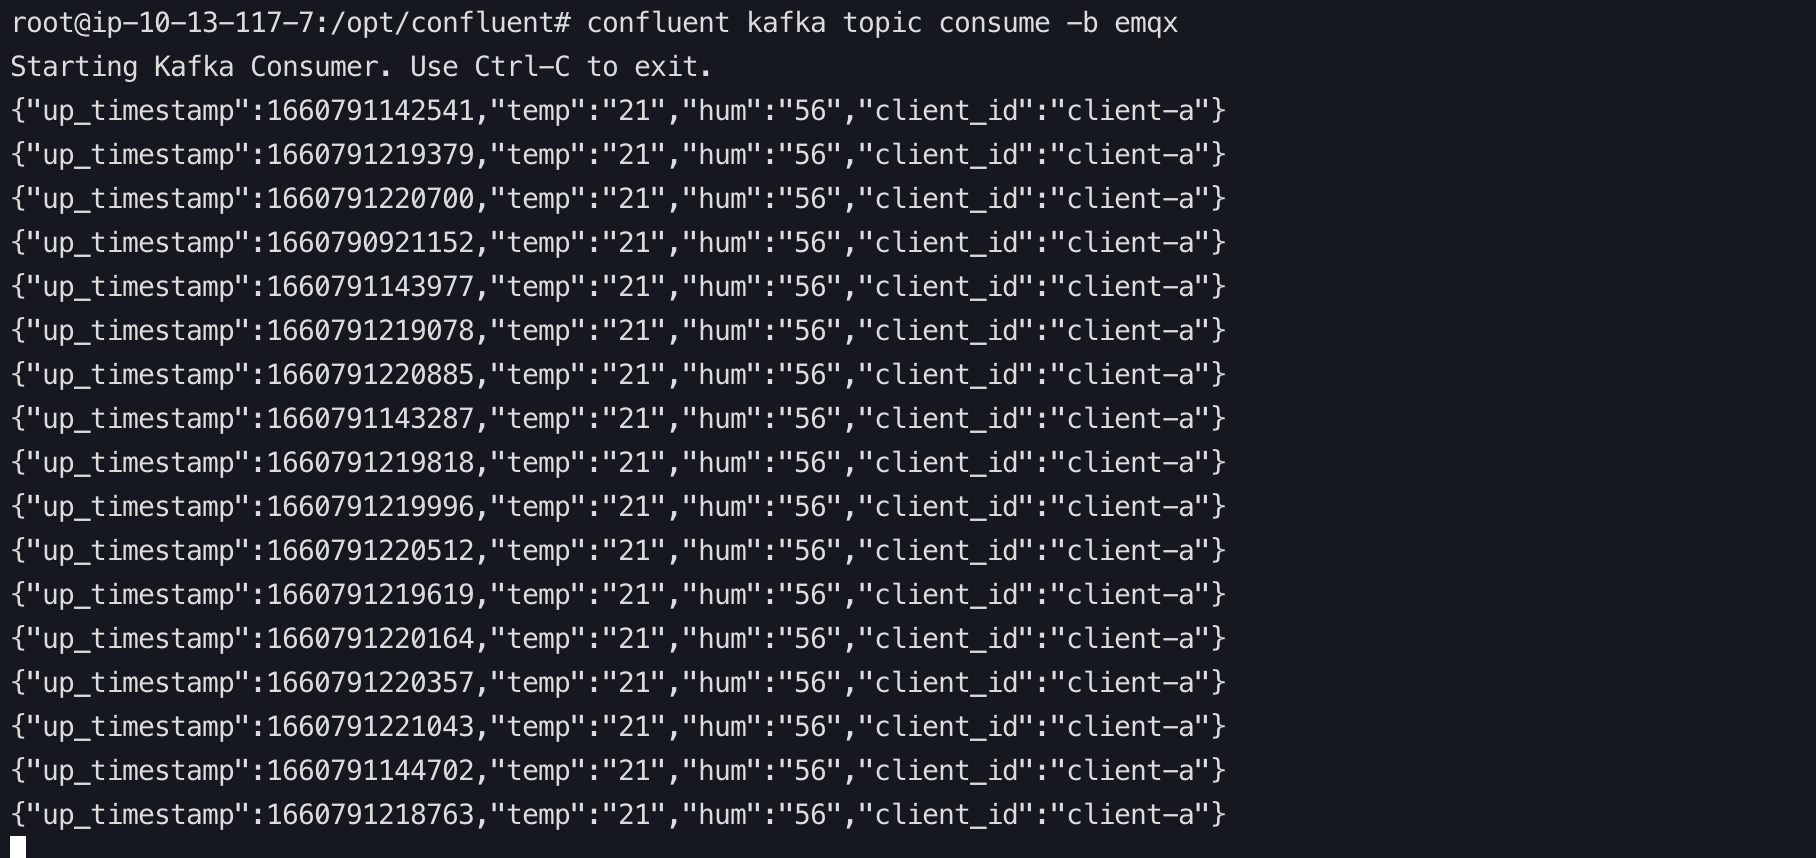 root@ip-10-13-117-7:/opt/confluent# confluent kafka topic consume -b emqx
Starting Kafka Consumer. Use Ctrl-C to exit.
{"up_timestamp":1660791142541,"temp":"21","hum":"56","client_id":"client-a"}
{"up_timestamp":1660791219379,"temp":"21","hum":"56","client_id":"client-a"}
{"up_timestamp":1660791220700,"temp":"21","hum":"56","client_id":"client-a"}
{"up_timestamp":1660790921152,"temp":"21","hum":"56","client_id":"client-a"}
{"up_timestamp":1660791143977,"temp":"21","hum":"56","client_id":"client-a"}
{"up_timestamp":1660791219078,"temp":"21","hum":"56","client_id":"client-a"}
{"up_timestamp":1660791220885,"temp":"21","hum":"56","client_id":"client-a"}
{"up_timestamp":1660791143287,"temp":"21","hum":"56","client_id":"client-a"}
{"up_timestamp":1660791219818,"temp":"21","hum":"56","client_id":"client-a"}
{"up_timestamp":1660791219996,"temp":"21","hum":"56","client_id":"client-a"}
{"up_timestamp":1660791220512,"temp":"21","hum":"56","client_id":"client-a"}
{"up_timestamp":1660791219619,"temp":"21","hum":"56","client_id":"client-a"}
{"up_timestamp":1660791220164,"temp":"21","hum":"56","client_id":"client-a"}
{"up_timestamp":1660791220357,"temp":"21","hum":"56","client_id":"client-a"}
{"up_timestamp":1660791221043,"temp":"21","hum":"56","client_id":"client-a"}
{"up_timestamp":1660791144702,"temp":"21","hum":"56","client_id":"client-a"}
{"up_timestamp":1660791218763,"temp":"21","hum":"56","client_id":"client-a"}